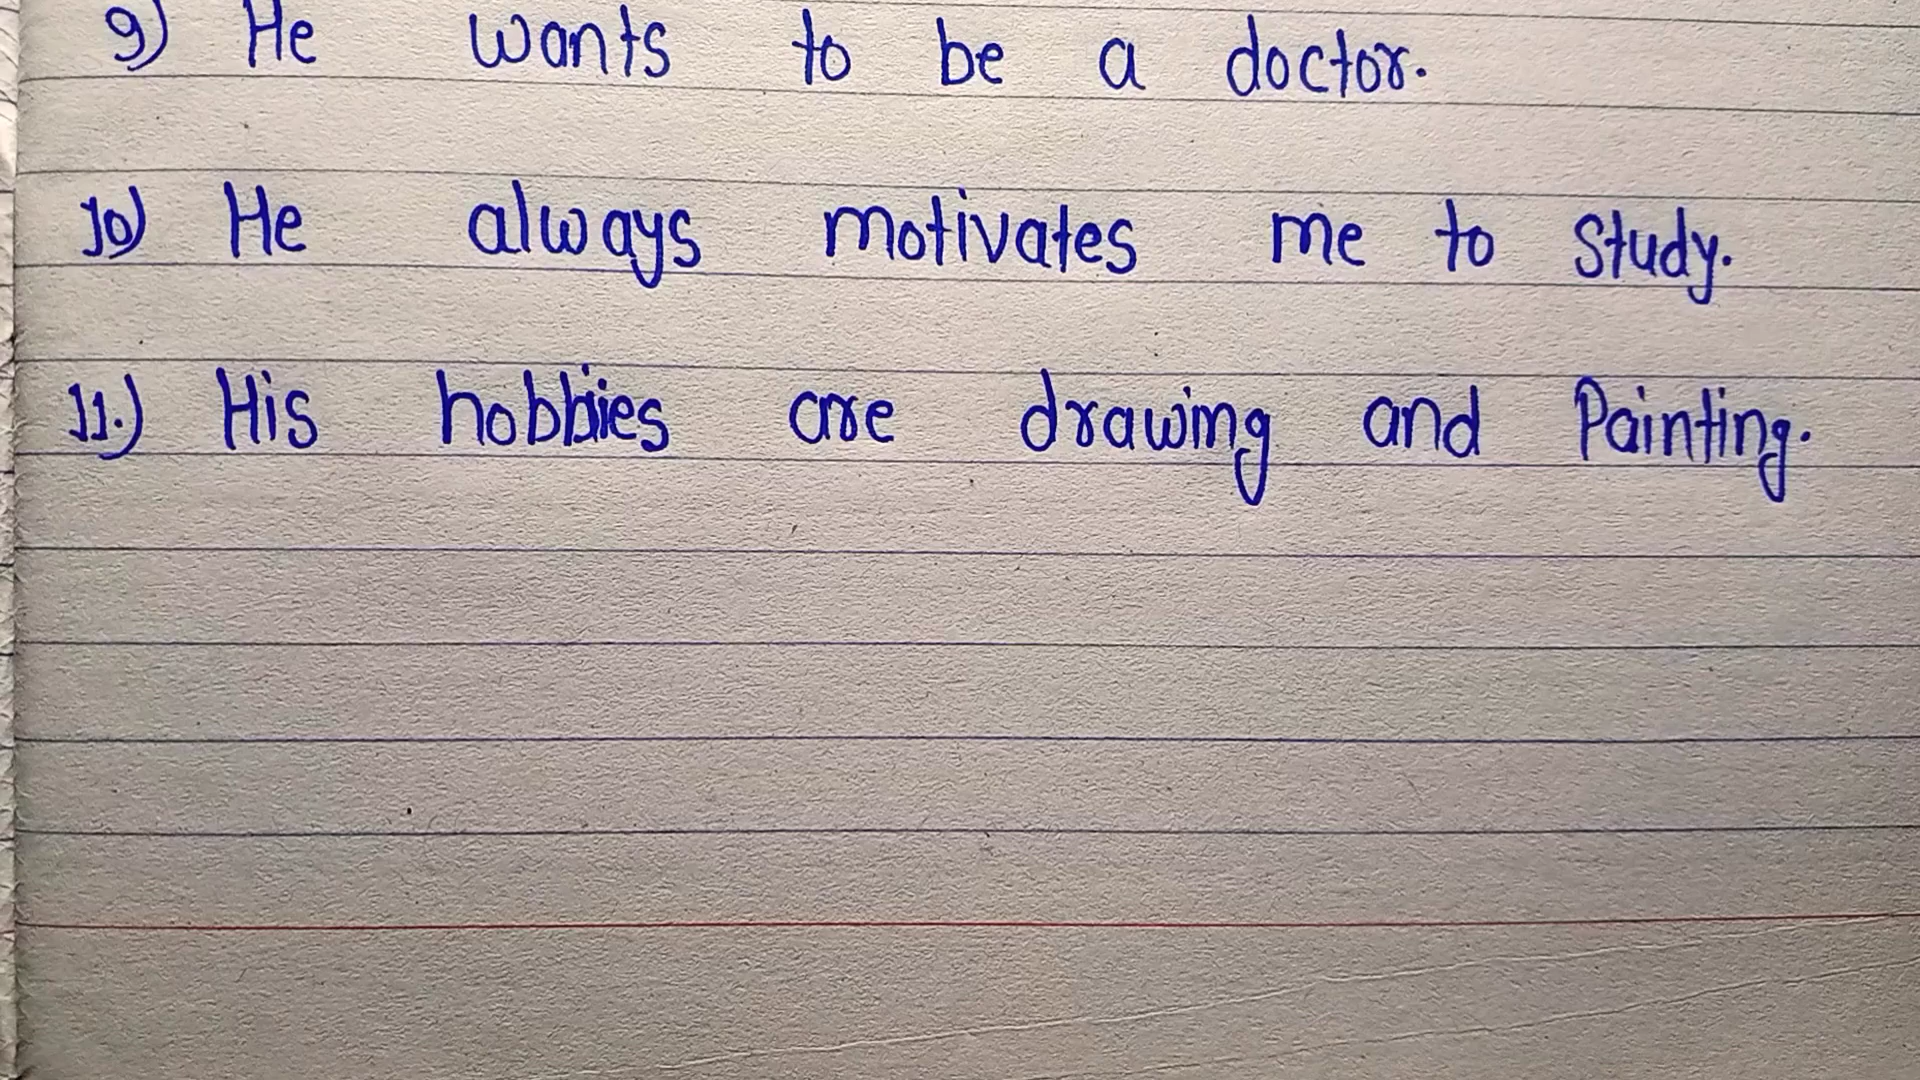 9) He wants to be a doctor.
10) He always motivates me to study.
11.) His hobbies are drawing and Painting.